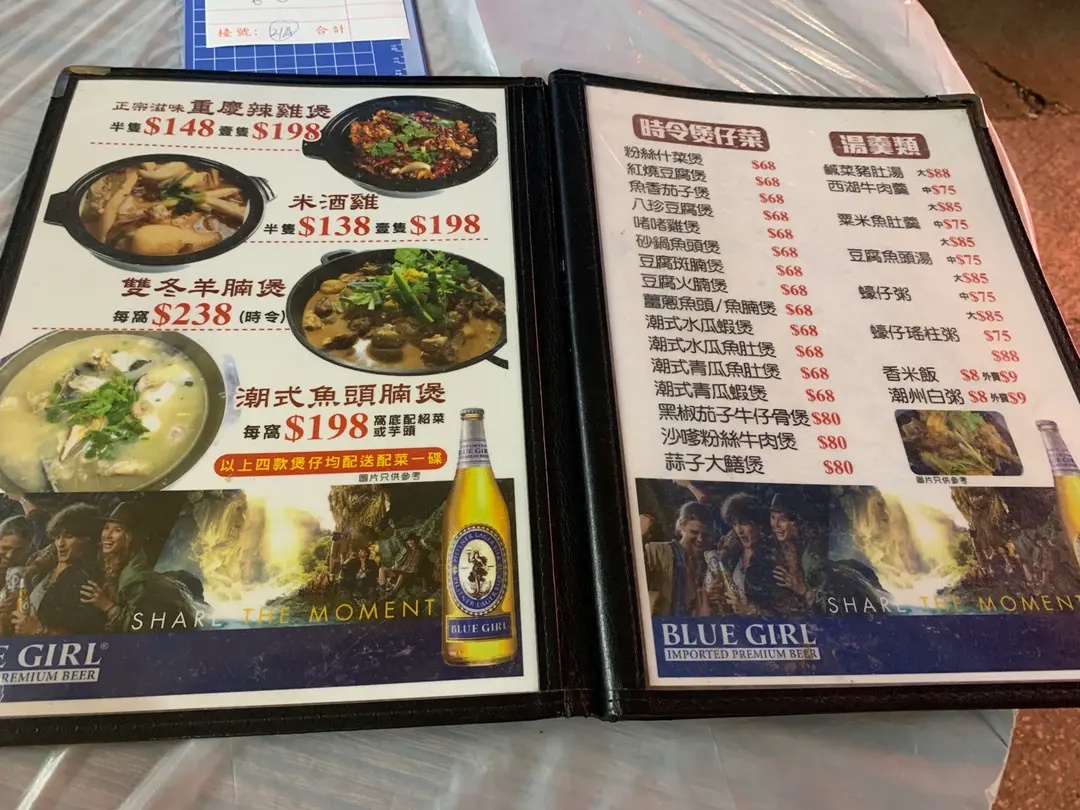 檯號: 21A 合計
正宗滋味 重慶辣雞煲
半隻 $148 壹隻 $198
米酒雞
半隻 $138 壹隻 $198
雙冬羊腩煲
每窩 $238 (時令)
潮式魚頭腩煲
每窩 $198 窩底配紹菜
或芋頭
以上四款煲仔均配送配菜一碟
圖片只供參考
SHARE THE MOMENT
PILSNER LAGER
BLUE GIRL
E GIRL®
REMIUM BEER
時令煲仔菜
粉絲什菜煲 $68
紅燒豆腐煲 $68
魚香茄子煲 $68
八珍豆腐煲 $68
啫啫雞煲 $68
砂鍋魚頭煲 $68
豆腐斑腩煲 $68
豆腐火腩煲 $68
薑蔥魚頭/魚腩煲 $68
潮式水瓜蝦煲 $68
潮式水瓜魚肚煲 $68
潮式青瓜魚肚煲 $68
潮式青瓜蝦煲 $68
黑椒茄子牛仔骨煲 $80
沙嗲粉絲牛肉煲 $80
蒜子大鱔煲 $80
湯羹類
鹹菜豬肚湯 大$88
西湖牛肉羹 中$75
大$85
粟米魚肚羹 中$75
大$85
豆腐魚頭湯 中$75
大$85
蠔仔粥 中$75
大$85
蠔仔瑤柱粥 $75
$88
香米飯 $8 外賣$9
潮州白粥 $8 外賣$9
圖片只供參考
SHARE THE MOMENT
BLUE GIRL®
IMPORTED PREMIUM BEER